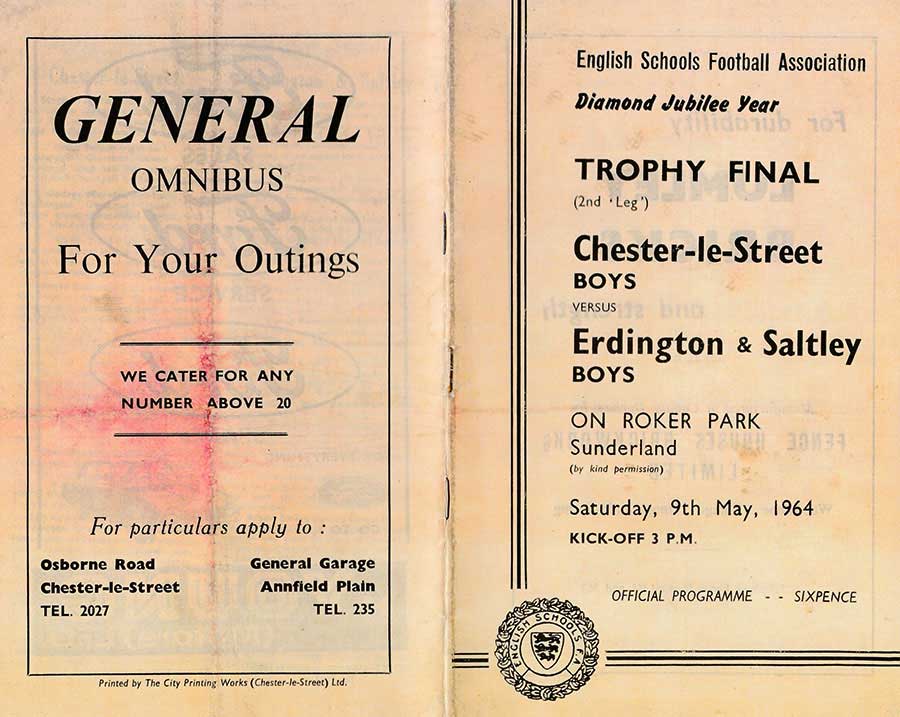 GENERAL
OMNIBUS
For Your Outings
WE CATER FOR ANY
NUMBER ABOVE 20
For particulars apply to :
Osborne Road
Chester-le-Street
TEL. 2027
General Garage
Annfield Plain
TEL. 235
Printed by The City Printing Works (Chester-le-Street) Ltd.
English Schools Football Association
Diamond Jubilee Year
TROPHY FINAL
(2nd 'Leg')
Chester-le-Street
BOYS
VERSUS
Erdington & Saltley
BOYS
ON ROKER PARK
Sunderland
(by kind permission)
Saturday, 9th May, 1964
KICK-OFF 3 P.M.
OFFICIAL PROGRAMME - - SIXPENCE
ENGLISH SCHOOLS F.A